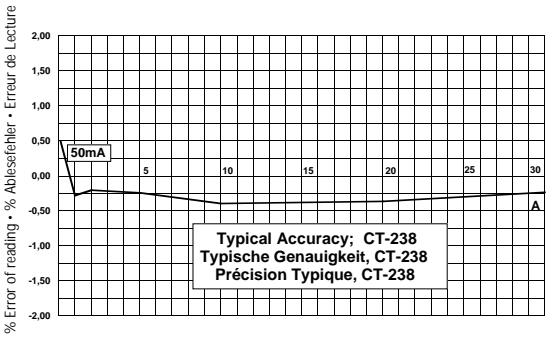 % Error of reading • % Ablesefehler • Erreur de Lecture
2,00
1,50
1,00
0,50
0,00
-0,50
-1,00
-1,50
-2,00
50mA
5
10
15
20
25
30
A
Typical Accuracy; CT-238
Typische Genauigkeit, CT-238
Précision Typique, CT-238